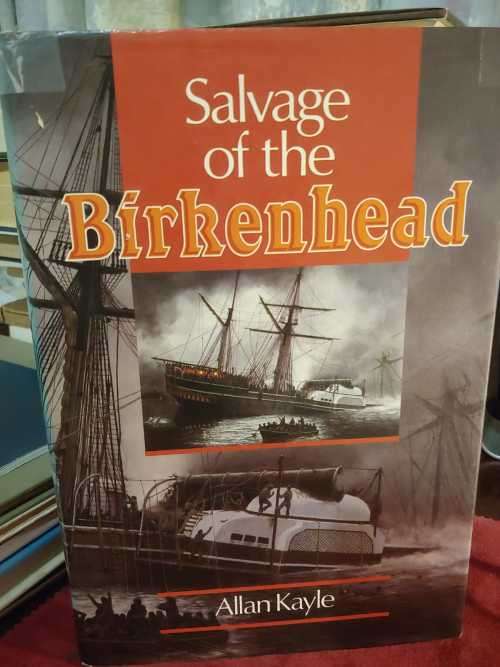 Salvage
of the
Birkenhead
Allan Kayle